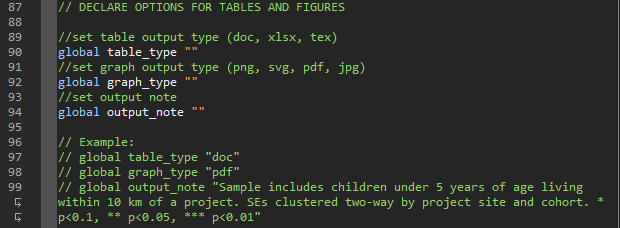 87 // DECLARE OPTIONS FOR TABLES AND FIGURES
88
89 //set table output type (doc, xlsx, tex)
90 global table_type ""
91 //set graph output type (png, svg, pdf, jpg)
92 global graph_type ""
93 //set output note
94 global output_note ""
95
96 // Example:
97 // global table_type "doc"
98 // global graph_type "pdf"
99 // global output_note "Sample includes children under 5 years of age living
within 10 km of a project. SEs clustered two-way by project site and cohort. *
p<0.1, ** p<0.05, *** p<0.01"